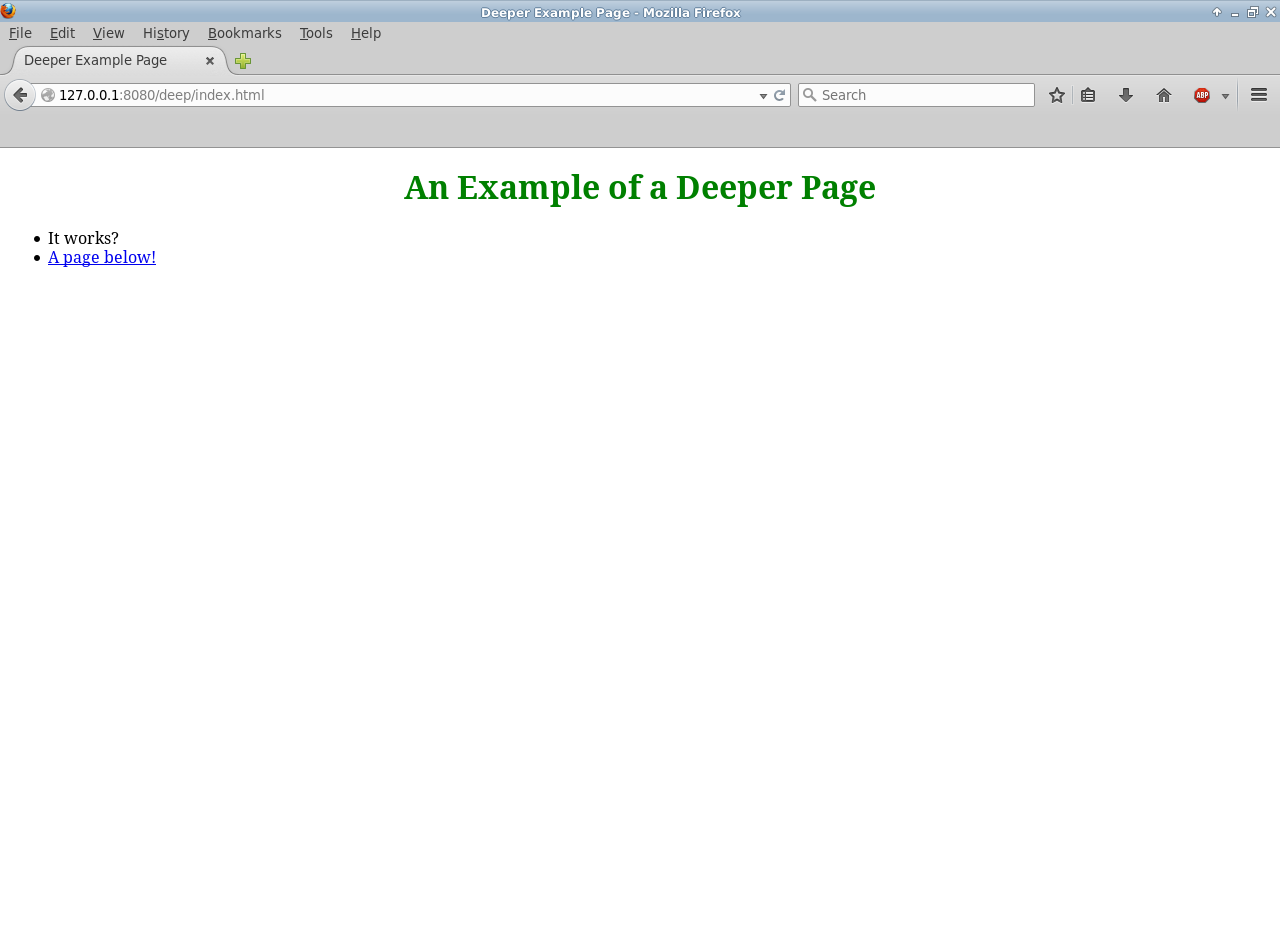 Deeper Example Page - Mozilla Firefox
File Edit View History Bookmarks Tools Help
Deeper Example Page
127.0.0.1:8080/deep/index.html Search ABP
An Example of a Deeper Page
It works?
A page below!